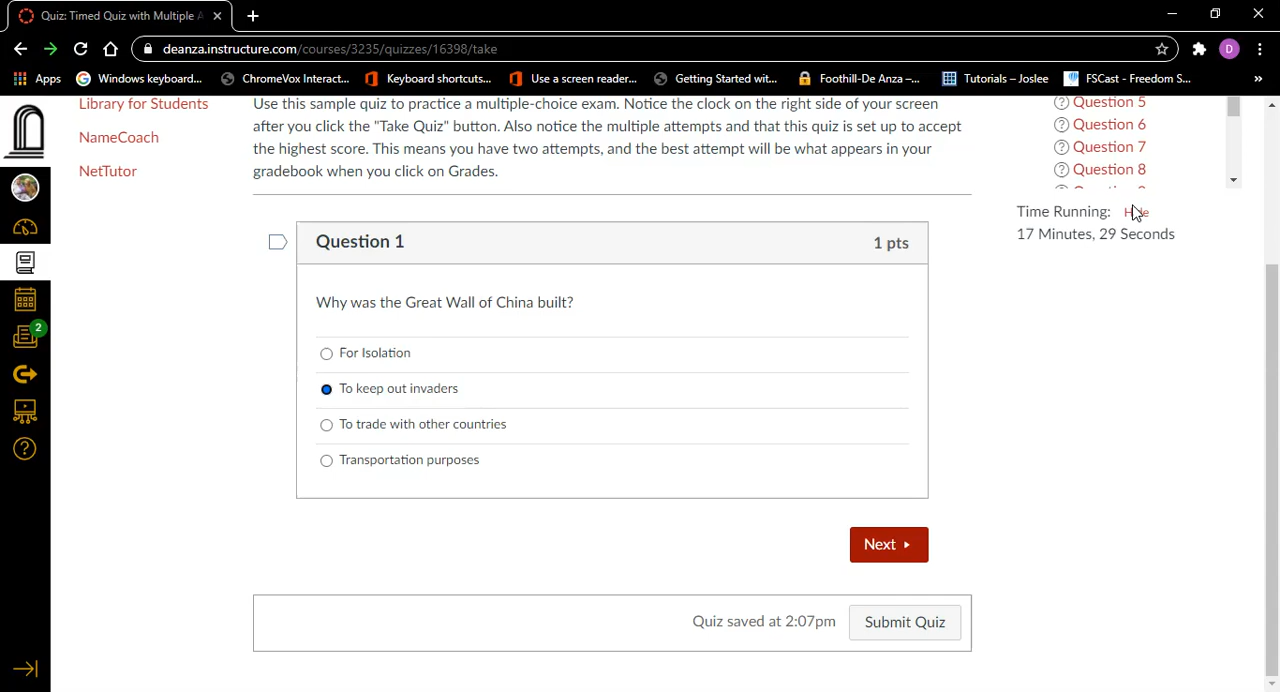 Quiz: Timed Quiz with Multiple A
deanza.instructure.com/courses/3235/quizzes/16398/take
D
Apps Windows keyboard... ChromeVox Interact... Keyboard shortcuts... Use a screen reader... Getting Started wit... Foothill-De Anza –... Tutorials – Joslee FSCast - Freedom S... »
Library for Students
NameCoach
NetTutor
2
Use this sample quiz to practice a multiple-choice exam. Notice the clock on the right side of your screen
after you click the "Take Quiz" button. Also notice the multiple attempts and that this quiz is set up to accept
the highest score. This means you have two attempts, and the best attempt will be what appears in your
gradebook when you click on Grades.
Question 1 1 pts
Why was the Great Wall of China built?
For Isolation
To keep out invaders
To trade with other countries
Transportation purposes
Next
Quiz saved at 2:07pm Submit Quiz
Question 5
Question 6
Question 7
Question 8
Time Running:
17 Minutes, 29 Seconds